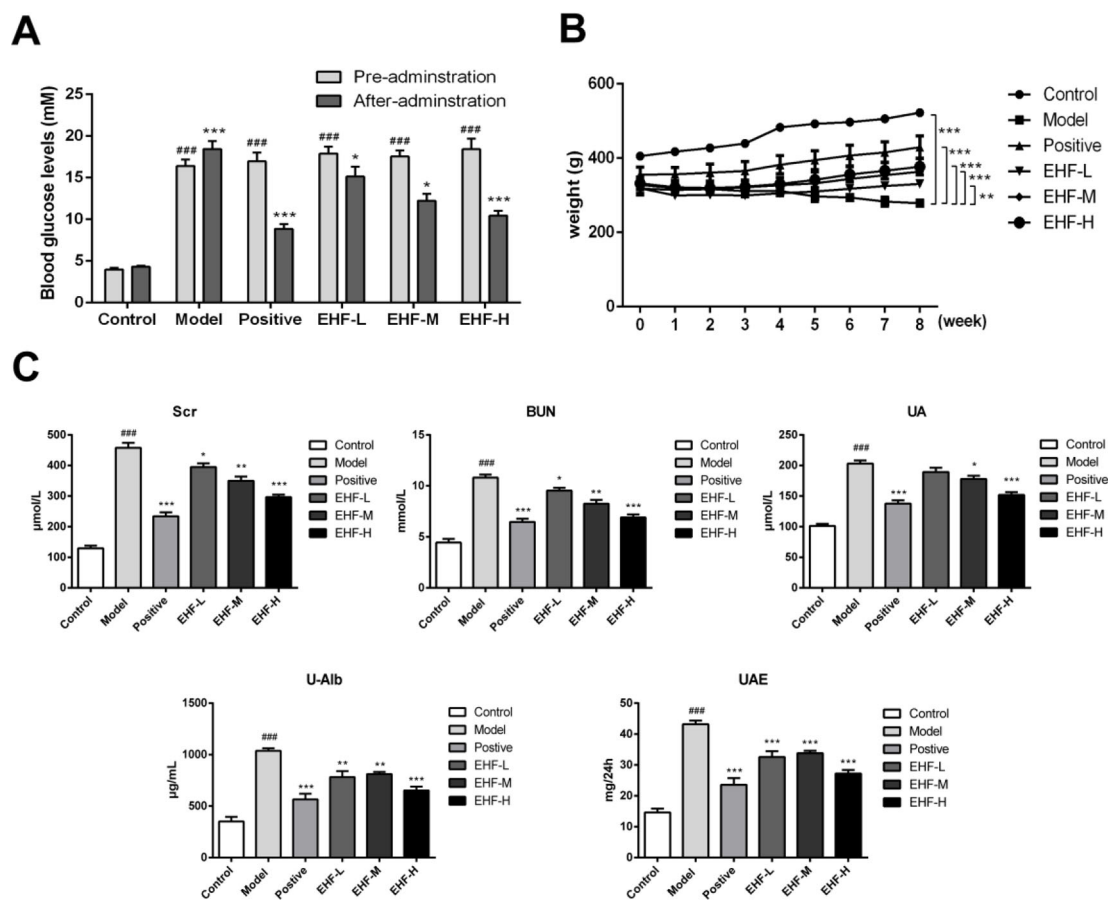 A
Pre-adminstration
After-adminstration
Blood glucose levels (mM)
25
20
15
10
5
0
###
***
###
***
###
*
###
*
###
***
Control Model Positive EHF-L EHF-M EHF-H
B
weight (g)
600
400
200
0
0 1 2 3 4 5 6 7 8 (week)
***
***
***
***
**
Control
Model
Positive
EHF-L
EHF-M
EHF-H
C
Scr
μmol/L
500
400
300
200
100
0
###
***
*
**
***
Control Model Positive EHF-L EHF-M EHF-H
Control
Model
Positive
EHF-L
EHF-M
EHF-H
BUN
mmol/L
15
10
5
0
###
***
*
**
***
Control Model Positive EHF-L EHF-M EHF-H
Control
Model
Positive
EHF-L
EHF-M
EHF-H
UA
μmol/L
250
200
150
100
50
0
###
***
*
***
Control Model Positive EHF-L EHF-M EHF-H
Control
Model
Positive
EHF-L
EHF-M
EHF-H
U-Alb
μg/mL
1500
1000
500
0
###
***
**
**
***
Control Model Postive EHF-L EHF-M EHF-H
Control
Model
Postive
EHF-L
EHF-M
EHF-H
UAE
mg/24h
50
40
30
20
10
0
###
***
***
***
***
Control Model Postive EHF-L EHF-M EHF-H
Control
Model
Postive
EHF-L
EHF-M
EHF-H